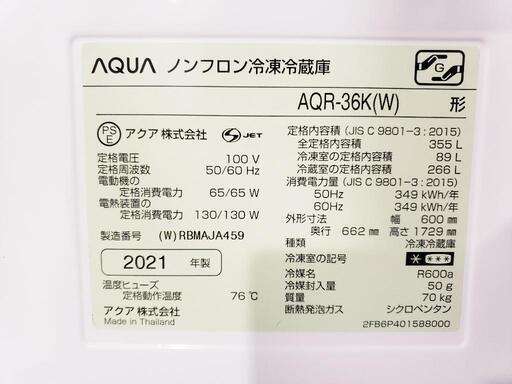 AQUA ノンフロン冷凍冷蔵庫
G
AQR-36K(W) 形
PS E アクア株式会社 S JET
定格電圧 100 V
定格周波数 50/60 Hz
電動機の
定格消費電力 65/65 W
電熱装置の
定格消費電力 130/130 W
製造番号 (W)RBMAJA459
2021 年製
温度ヒューズ
定格動作温度 76℃
アクア株式会社
Made in Thailand
定格内容積 (JIS C 9801-3:2015)
全定格内容積 355 L
冷凍室の定格内容積 89 L
冷蔵室の定格内容積 266 L
消費電力量 (JIS C 9801-3:2015)
50Hz 349 kWh/年
60Hz 349 kWh/年
外形寸法 幅 600 mm
奥行 662 mm 高さ 1729 mm
種類 冷凍冷蔵庫
冷凍室の記号 ****
冷媒名 R600a
冷媒封入量 50 g
質量 70 kg
断熱発泡ガス シクロペンタン
2FB6P401588000